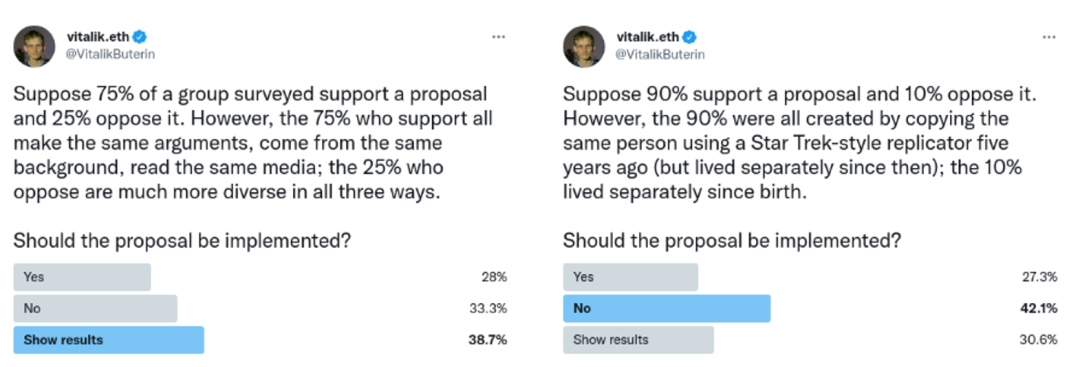 vitalik.eth
@VitalikButerin
Suppose 75% of a group surveyed support a proposal
and 25% oppose it. However, the 75% who support all
make the same arguments, come from the same
background, read the same media; the 25% who
oppose are much more diverse in all three ways.
Should the proposal be implemented?
Yes 28%
No 33.3%
Show results 38.7%
vitalik.eth
@VitalikButerin
Suppose 90% support a proposal and 10% oppose it.
However, the 90% were all created by copying the
same person using a Star Trek-style replicator five
years ago (but lived separately since then); the 10%
lived separately since birth.
Should the proposal be implemented?
Yes 27.3%
No 42.1%
Show results 30.6%